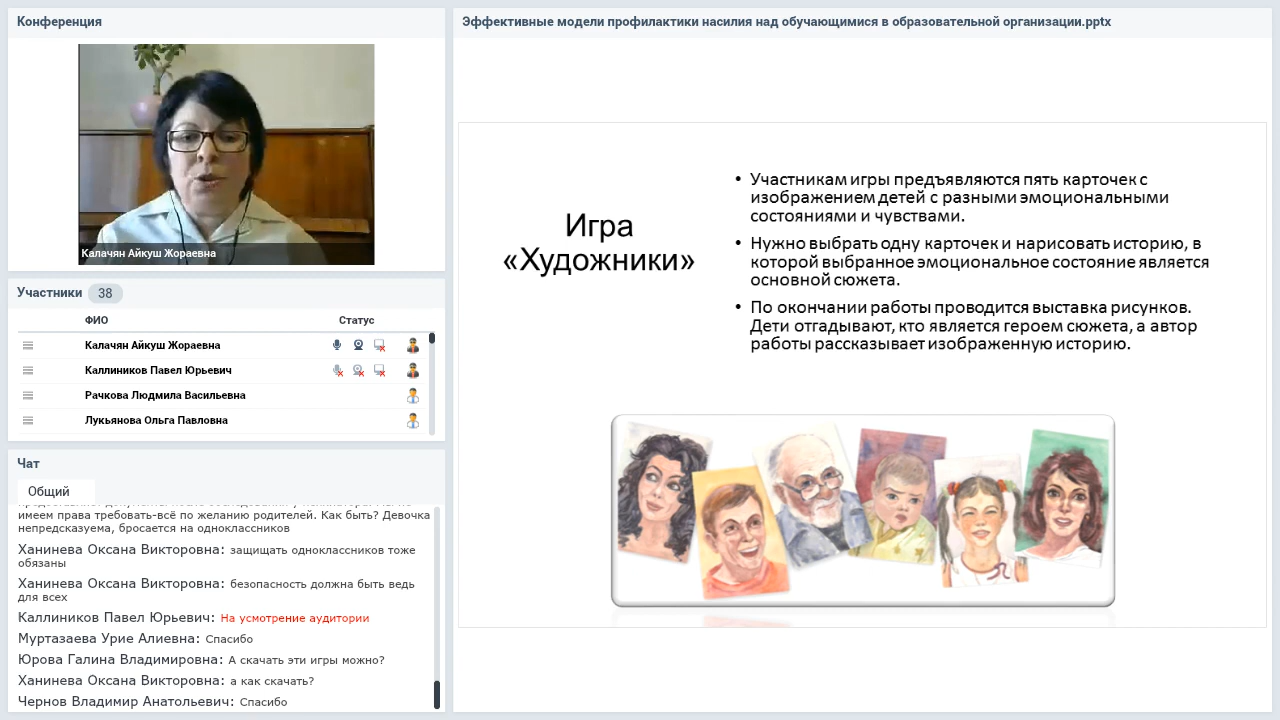 Конференция
Калачян Айкуш Жораевна
Участники 38
ФИО Статус
Калачян Айкуш Жораевна
Каллиников Павел Юрьевич
Рачкова Людмила Васильевна
Лукьянова Ольга Павловна
Чат
Общий
имеем права требовать-всё по желанию родителей. Как быть? Девочка
непредсказуема, бросается на одноклассников
Ханинева Оксана Викторовна: защищать одноклассников тоже
обязаны
Ханинева Оксана Викторовна: безопасность должна быть ведь
для всех
Каллиников Павел Юрьевич: На усмотрение аудитории
Муртазаева Урие Алиевна: Спасибо
Юрова Галина Владимировна: А скачать эти игры можно?
Ханинева Оксана Викторовна: а как скачать?
Чернов Владимир Анатольевич: Спасибо
Эффективные модели профилактики насилия над обучающимися в образовательной организации.pptx
Игра
«Художники»
• Участникам игры предъявляются пять карточек с
изображением детей с разными эмоциональными
состояниями и чувствами.
• Нужно выбрать одну карточек и нарисовать историю, в
которой выбранное эмоциональное состояние является
основной сюжета.
• По окончании работы проводится выставка рисунков.
Дети отгадывают, кто является героем сюжета, а автор
работы рассказывает изображенную историю.